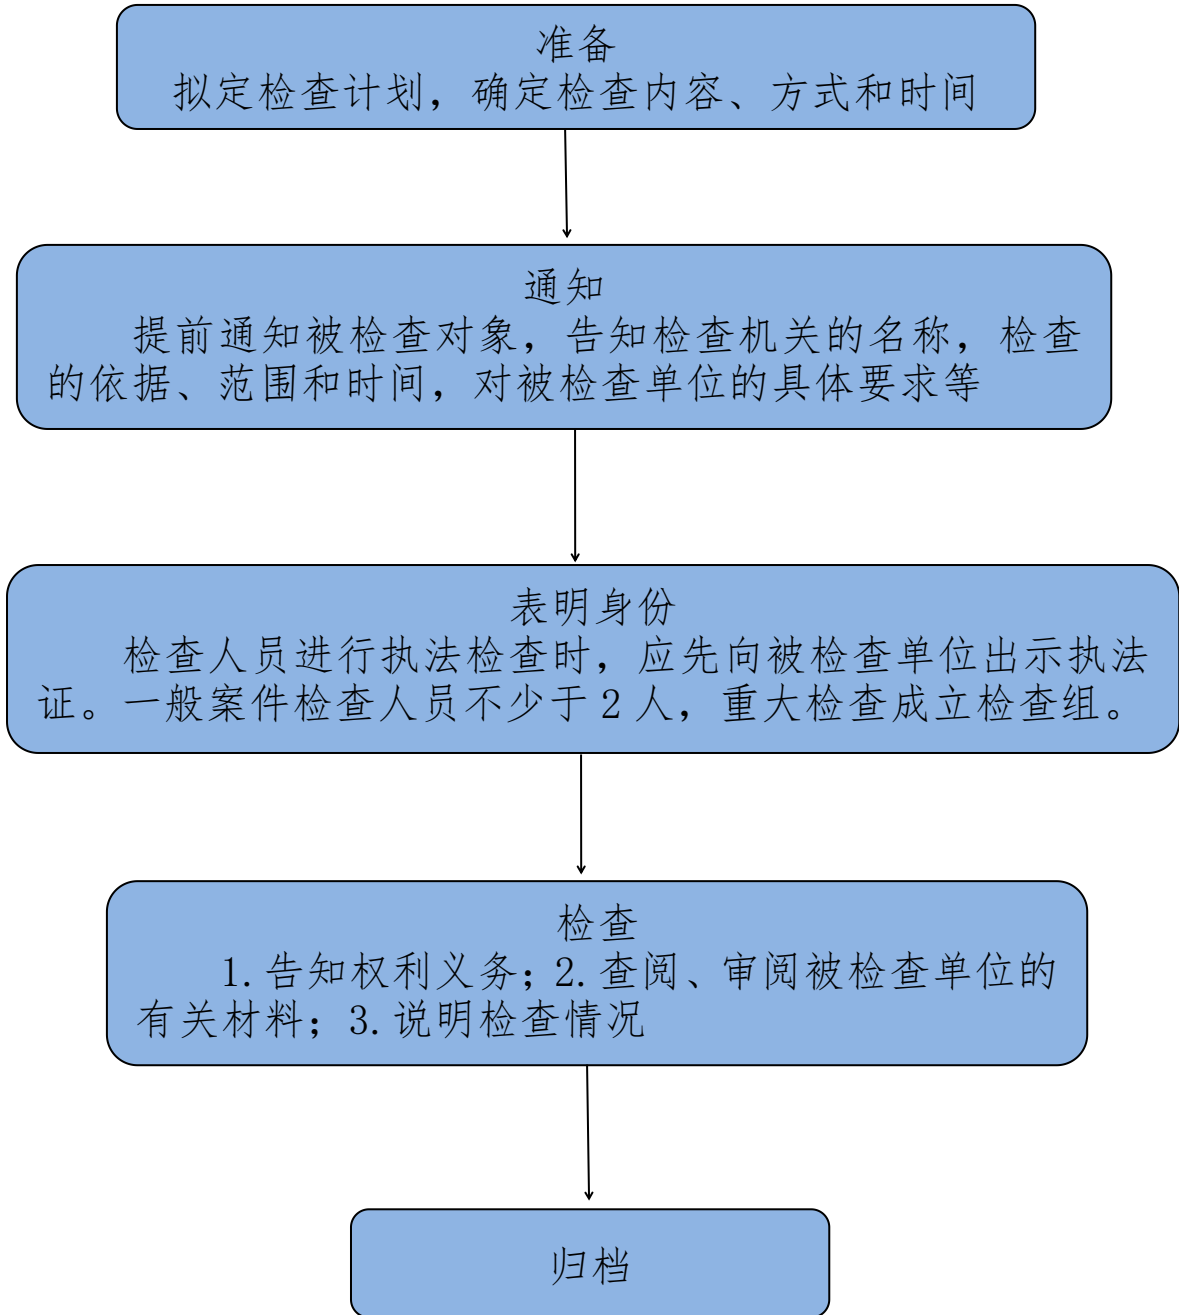 准备
拟定检查计划，确定检查内容、方式和时间
通知
提前通知被检查对象，告知检查机关的名称，检查
的依据、范围和时间，对被检查单位的具体要求等
表明身份
检查人员进行执法检查时，应先向被检查单位出示执法
证。一般案件检查人员不少于2人，重大检查成立检查组。
检查
1.告知权利义务；2.查阅、审阅被检查单位的
有关材料；3.说明检查情况
归档